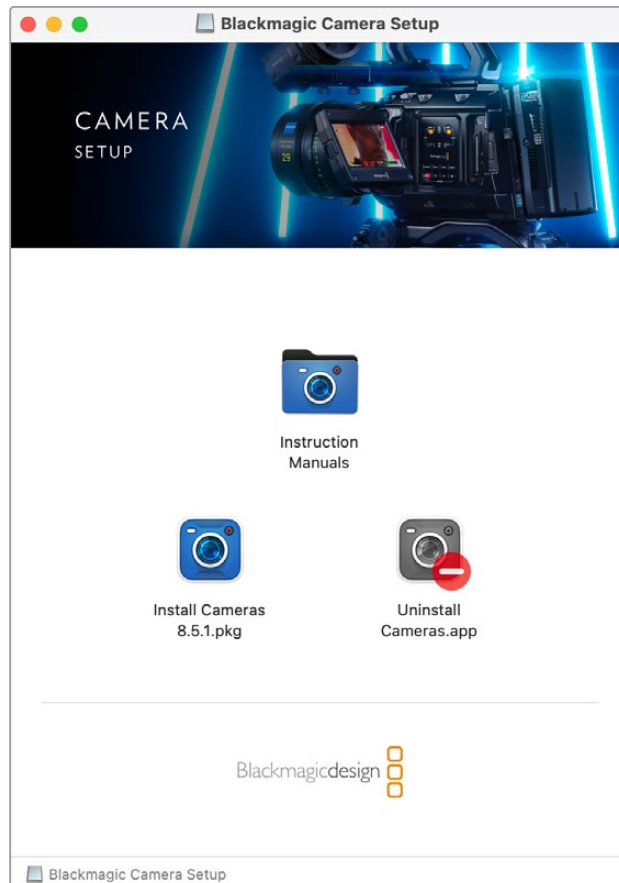 Blackmagic Camera Setup
CAMERA
SETUP
29
Instruction
Manuals
Install Cameras
8.5.1.pkg
Uninstall
Cameras.app
Blackmagicdesign
Blackmagic Camera Setup